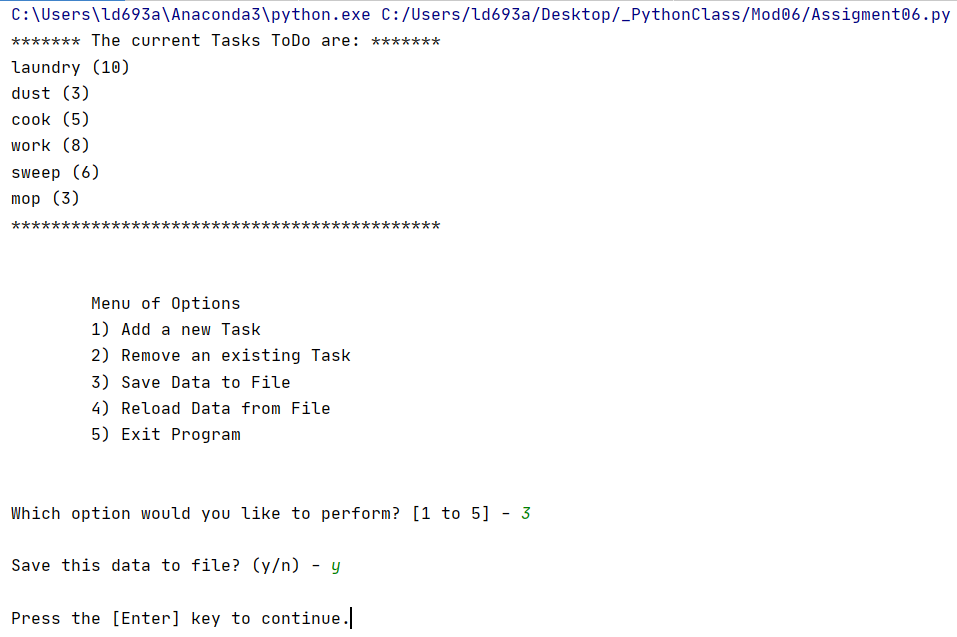 C:\Users\ld693a\Anaconda3\python.exe C:/Users/ld693a/Desktop/_PythonClass/Mod06/Assigment06.py
******* The current Tasks ToDo are: *******
laundry (10)
dust (3)
cook (5)
work (8)
sweep (6)
mop (3)
*******************************************
Menu of Options
1) Add a new Task
2) Remove an existing Task
3) Save Data to File
4) Reload Data from File
5) Exit Program
Which option would you like to perform? [1 to 5] - 3
Save this data to file? (y/n) - y
Press the [Enter] key to continue.